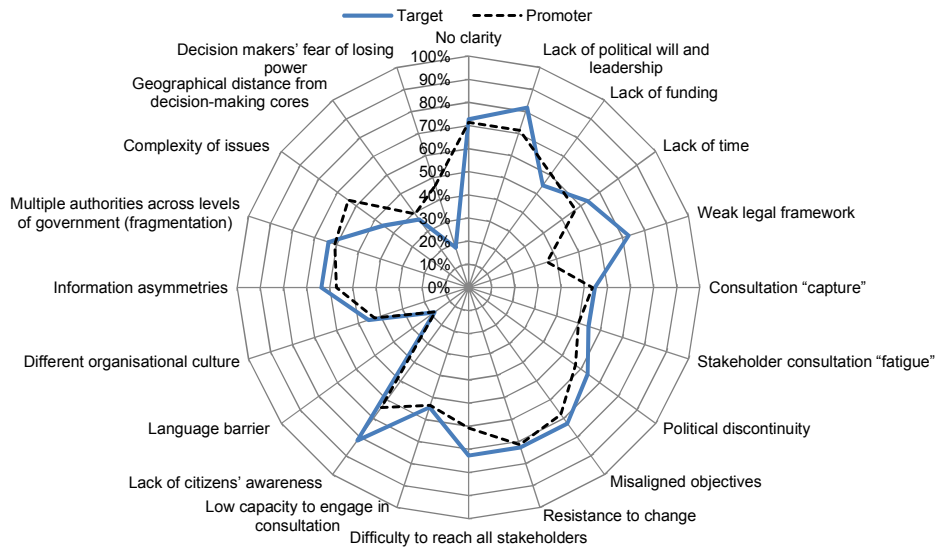 Target
Promoter
No clarity
Lack of political will and
leadership
Lack of funding
Lack of time
Weak legal framework
Consultation “capture”
Stakeholder consultation “fatigue”
Political discontinuity
Misaligned objectives
Resistance to change
Difficulty to reach all stakeholders
Low capacity to engage in
consultation
Lack of citizens’ awareness
Language barrier
Different organisational culture
Information asymmetries
Multiple authorities across levels
of government (fragmentation)
Complexity of issues
Geographical distance from
decision-making cores
Decision makers’ fear of losing
power
100%
90%
80%
70%
60%
50%
40%
30%
20%
10%
0%